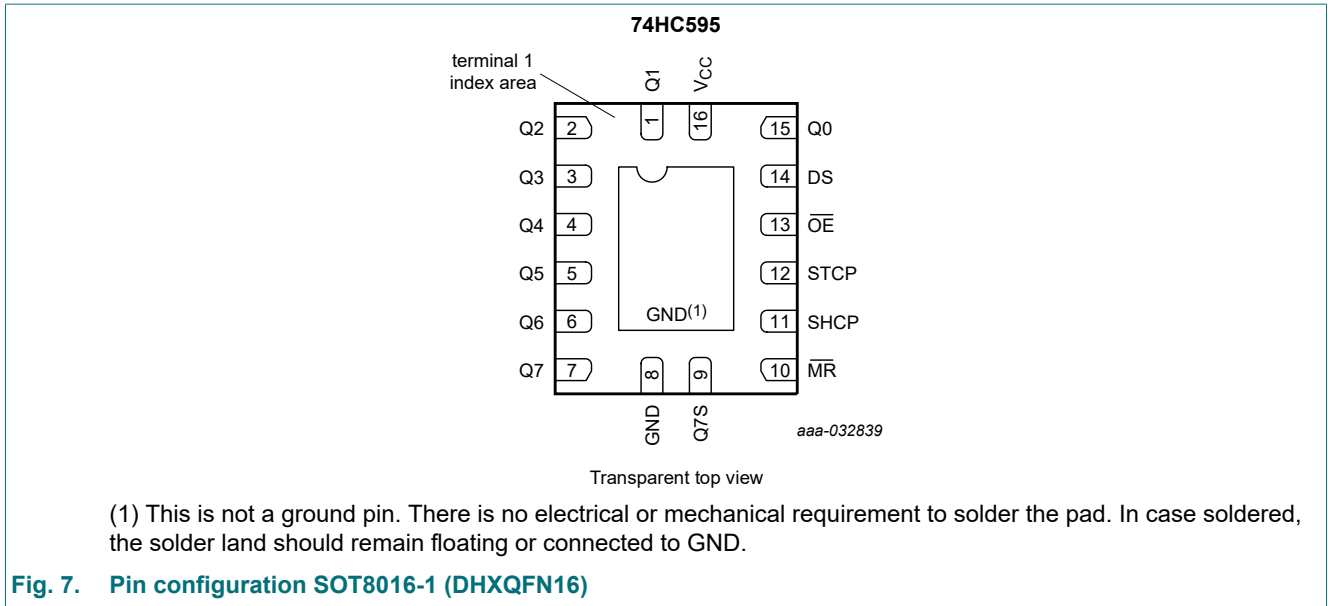 74HC595
terminal 1
index area
Q1
VCC
1
16
Q2 2
15 Q0
Q3 3
14 DS
Q4 4
13 O̅E̅
Q5 5
12 STCP
Q6 6
GND(1)
11 SHCP
Q7 7
10 M̅R̅
8
9
GND
Q7S
aaa-032839
Transparent top view
(1) This is not a ground pin. There is no electrical or mechanical requirement to solder the pad. In case soldered,
the solder land should remain floating or connected to GND.
Fig. 7. Pin configuration SOT8016-1 (DHXQFN16)